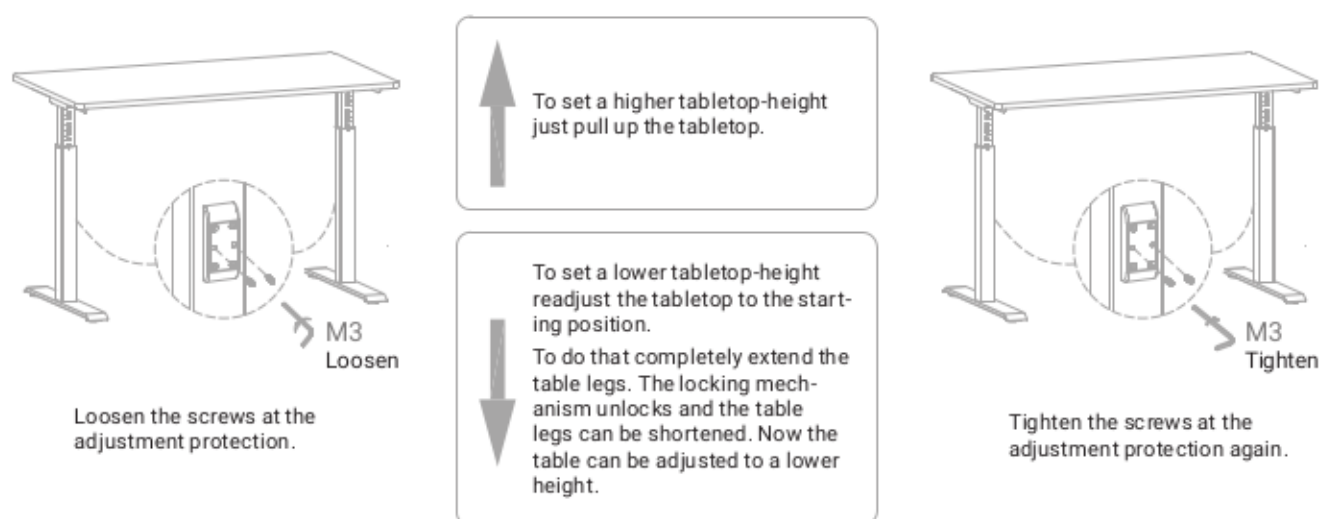 M3
Loosen
Loosen the screws at the
adjustment protection.
To set a higher tabletop-height
just pull up the tabletop.
To set a lower tabletop-height
readjust the tabletop to the start-
ing position.
To do that completely extend the
table legs. The locking mech-
anism unlocks and the table
legs can be shortened. Now the
table can be adjusted to a lower
height.
M3
Tighten
Tighten the screws at the
adjustment protection again.